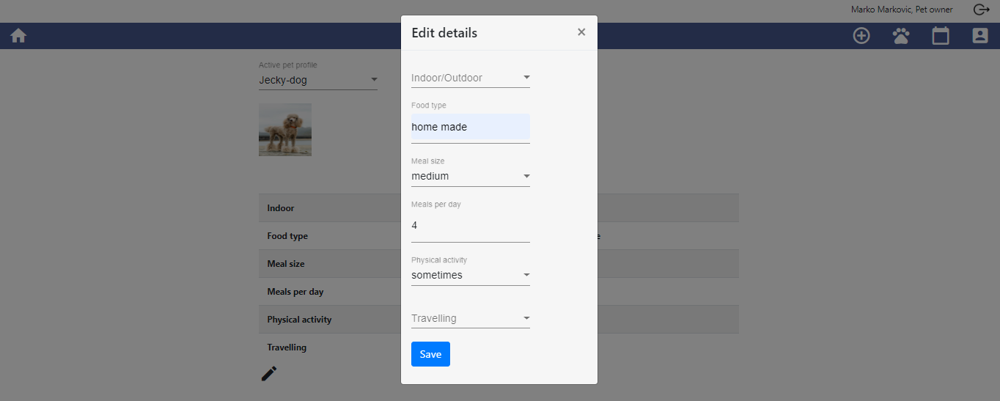 Marko Markovic, Pet owner
Edit details
×
Active pet profile
Jecky-dog
Indoor/Outdoor
Food type
home made
Meal size
medium
Meals per day
4
Physical activity
sometimes
Travelling
Save
Indoor
Food type
e
Meal size
Meals per day
Physical activity
Travelling